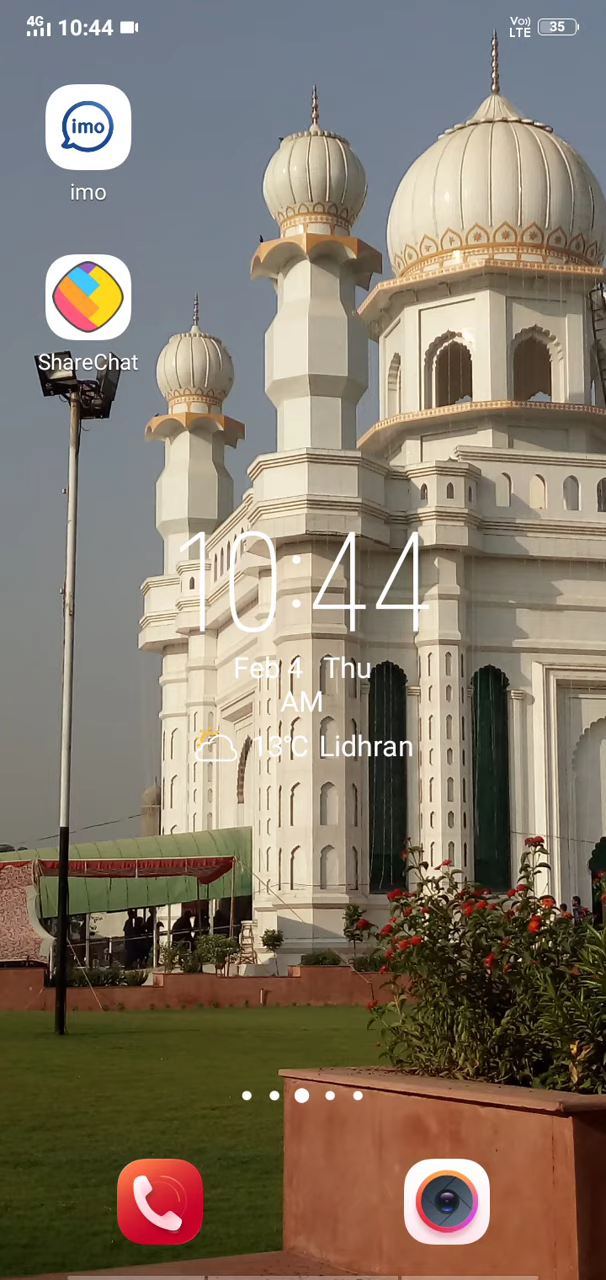 4G 10:44 Vo)) LTE 35
imo
imo
ShareChat
10:44
Feb 4 Thu
AM
13°C Lidhran